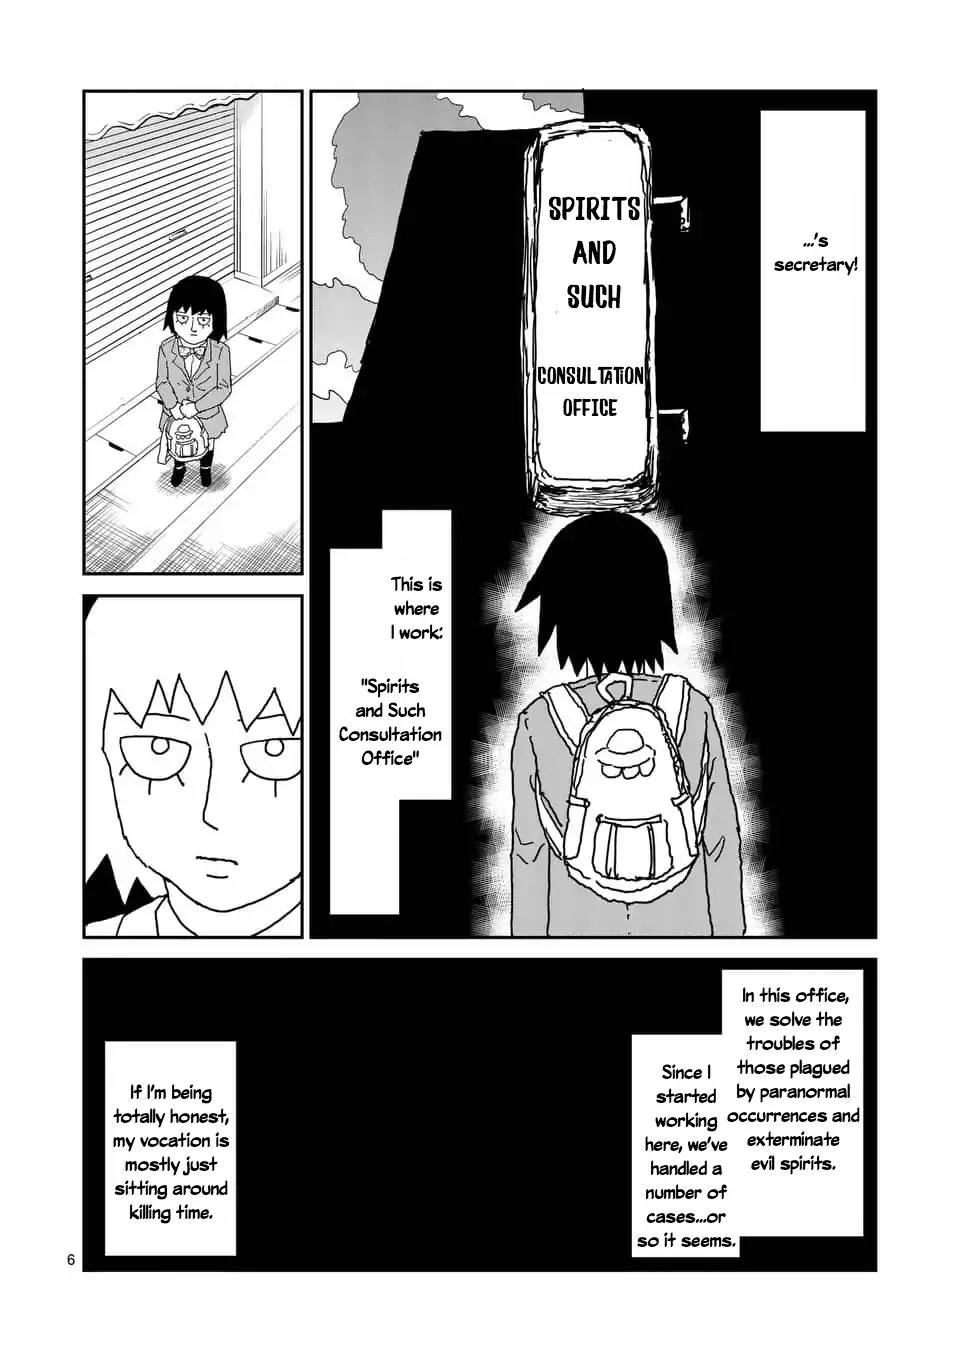 ...'s
secretary!
SPIRITS
AND
SUCH
CONSULTATION
OFFICE
This is
where
I work:
"Spirits
and Such
Consultation
Office"
In this office,
we solve the
troubles of
those plagued
by paranormal
occurrences and
exterminate
evil spirits.
Since I
started
working
here, we've
handled a
number of
cases...or
so it seems.
If I'm being
totally honest,
my vocation is
mostly just
sitting around
killing time.
6